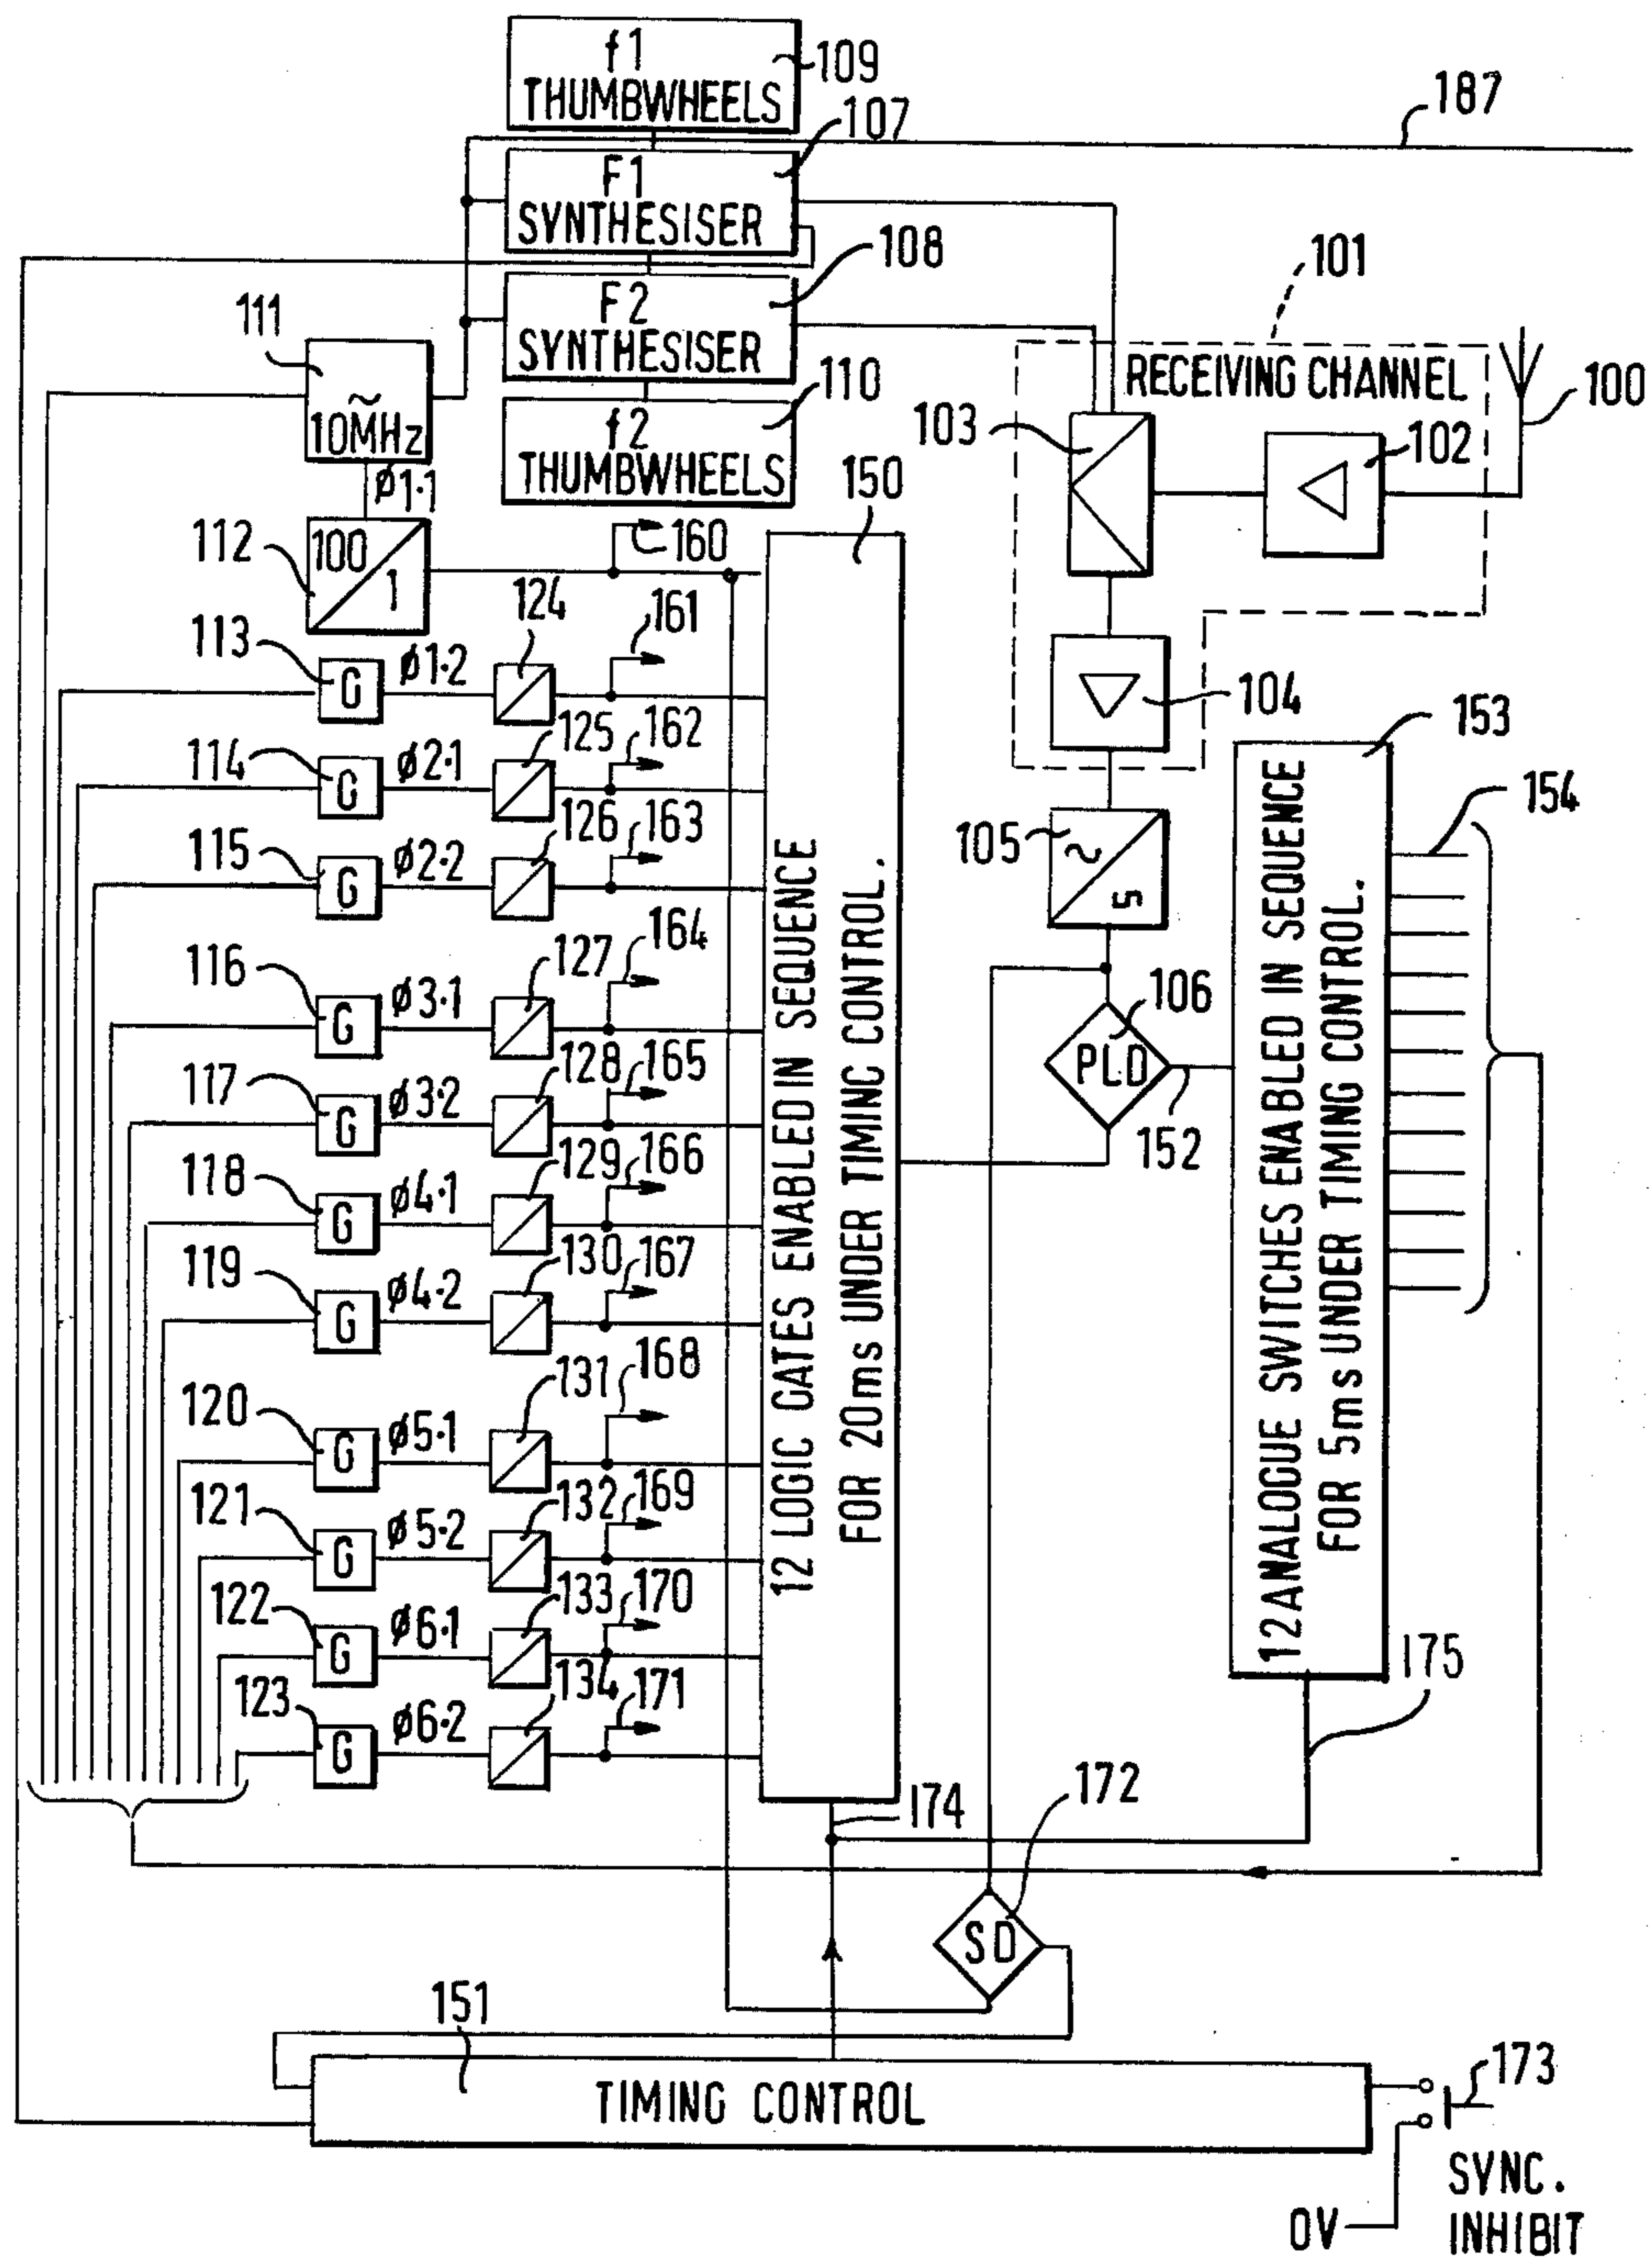 f1
THUMBWHEELS
109
107
187
F1
SYNTHESISER
108
101
F2
SYNTHESISER
111
~
10MHz
RECEIVING CHANNEL
110
100
103
102
f2
THUMBWHEELS
ø1·1
150
112
100
1
160
124
161
113
G
ø1·2
104
125
162
153
114
G
ø2·1
154
126
163
105
~
S
115
G
ø2·2
164
116
G
ø3·1
127
106
PLD
128
165
117
G
ø3·2
152
129
166
118
G
ø4·1
130
167
119
G
ø4·2
12 LOGIC GATES ENABLED IN SEQUENCE
FOR 20ms UNDER TIMING CONTROL.
12 ANALOGUE SWITCHES ENABLED IN SEQUENCE
FOR 5ms UNDER TIMING CONTROL.
131
168
120
G
ø5·1
132
169
121
G
ø5·2
133
170
122
G
ø6·1
175
134
171
123
G
ø6·2
174
172
SD
151
TIMING CONTROL
173
SYNC.
INHIBIT
0V